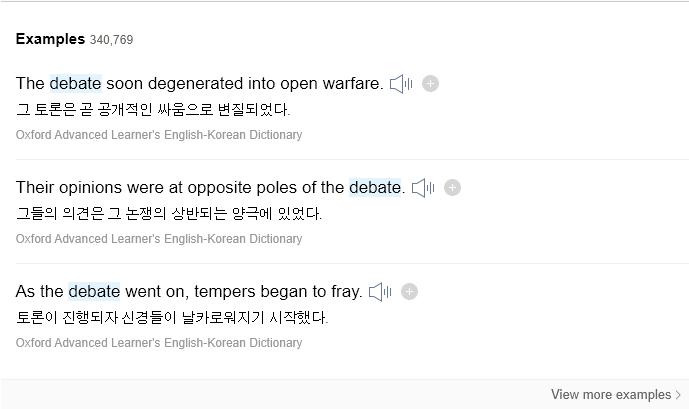 Examples 340,769
The debate soon degenerated into open warfare.
그 토론은 곧 공개적인 싸움으로 변질되었다.
Oxford Advanced Learner's English-Korean Dictionary
Their opinions were at opposite poles of the debate.
그들의 의견은 그 논쟁의 상반되는 양극에 있었다.
Oxford Advanced Learner's English-Korean Dictionary
As the debate went on, tempers began to fray.
토론이 진행되자 신경들이 날카로워지기 시작했다.
Oxford Advanced Learner's English-Korean Dictionary
View more examples